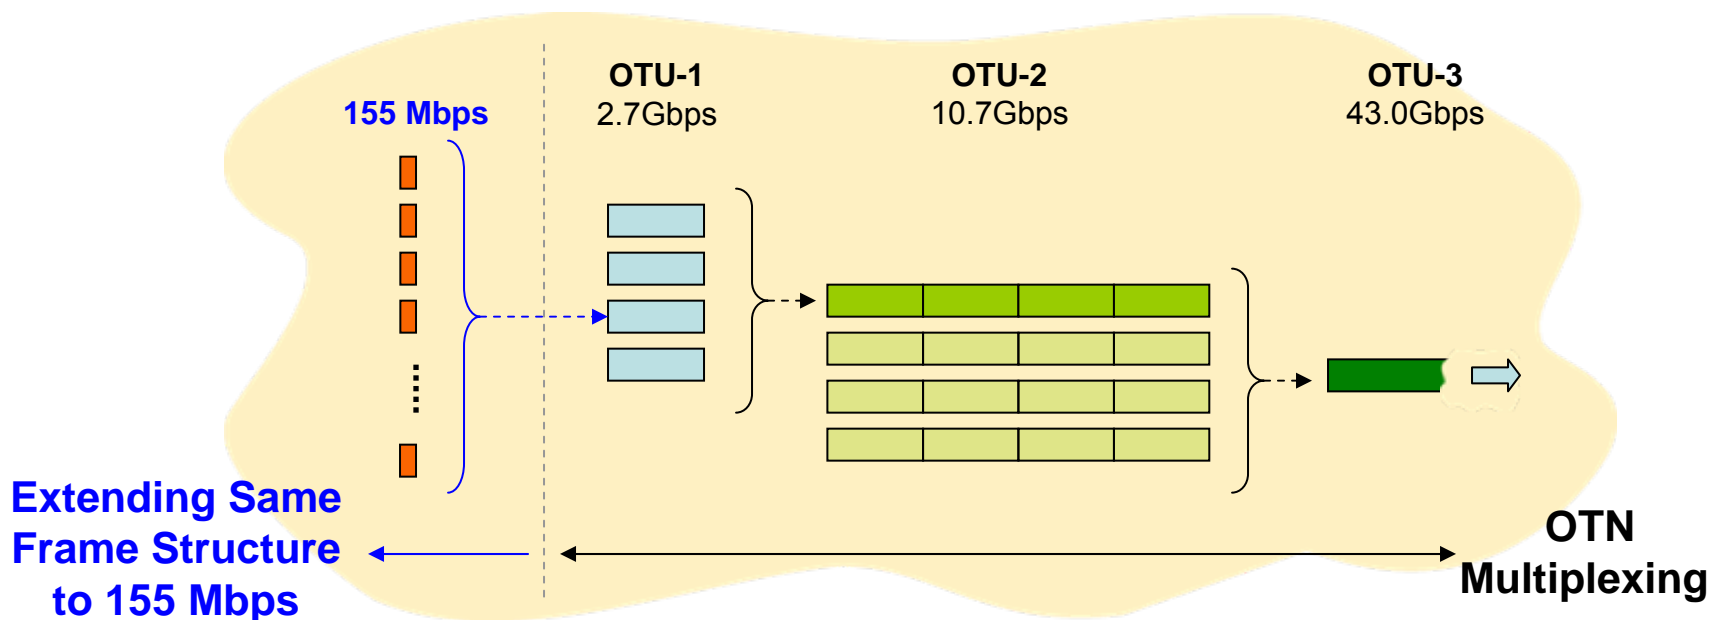 155 Mbps
OTU-1
2.7Gbps
OTU-2
10.7Gbps
OTU-3
43.0Gbps
Extending Same
Frame Structure
to 155 Mbps
OTN
Multiplexing